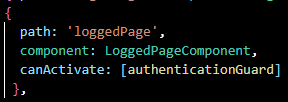 {
path: 'loggedPage',
component: LoggedPageComponent,
canActivate: [authenticationGuard]
},